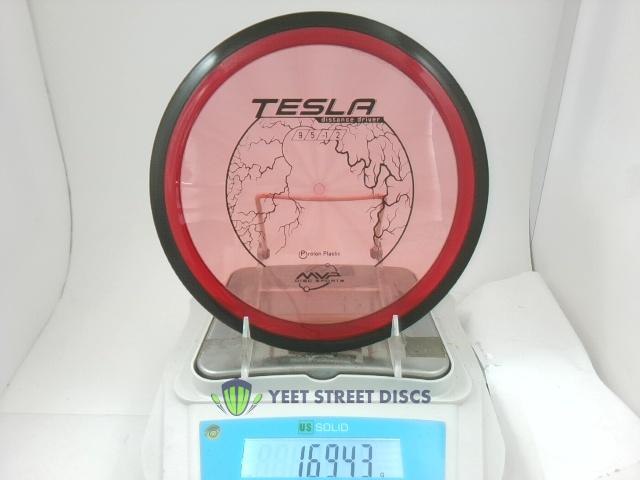 TESLA
distance driver
9 5 -1 2
Proton Plastic
MVP
DISC SPORTS
YEET STREET DISCS
US SOLID
169.43 g